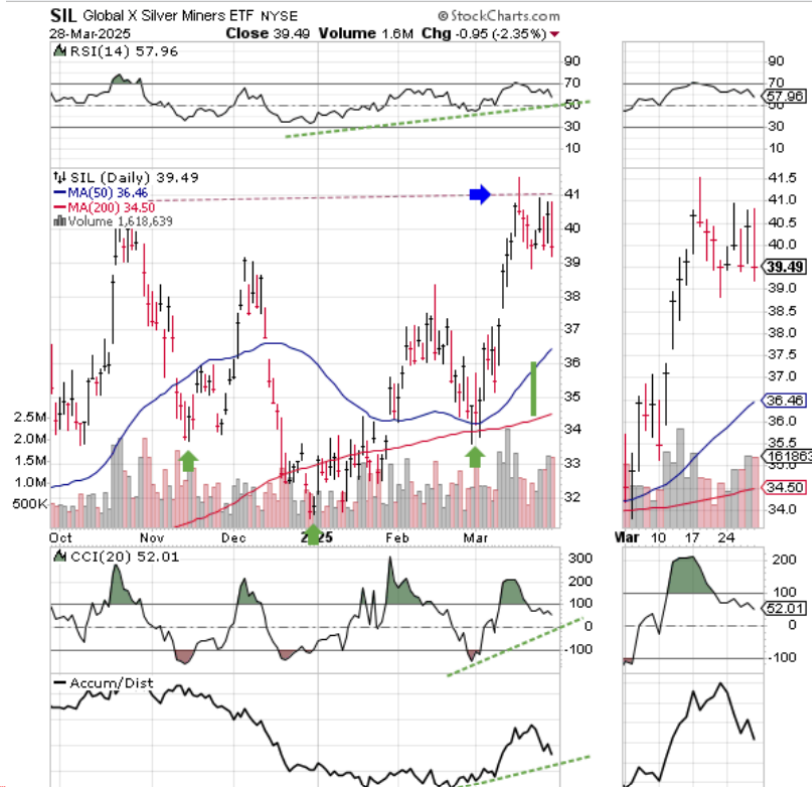 SIL Global X Silver Miners ETF NYSE © StockCharts.com
28-Mar-2025 Close 39.49 Volume 1.6M Chg -0.95 (-2.35%)
RSI(14) 57.96
90
70
50
30
10
90
70
57.96
50
30
10
SIL (Daily) 39.49
MA(50) 36.46
MA(200) 34.50
Volume 1,618,639
41
40
39
38
37
36
35
34
33
32
2.5M
2.0M
1.5M
1.0M
500K
41.5
41.0
40.5
40.0
39.49
39.0
38.5
38.0
37.5
37.0
36.46
36.0
35.5
161863
34.50
34.0
Oct Nov Dec 2025 Feb Mar
Mar 10 17 24
CCI(20) 52.01
300
200
100
0
-100
200
100
52.01
0
-100
Accum/Dist